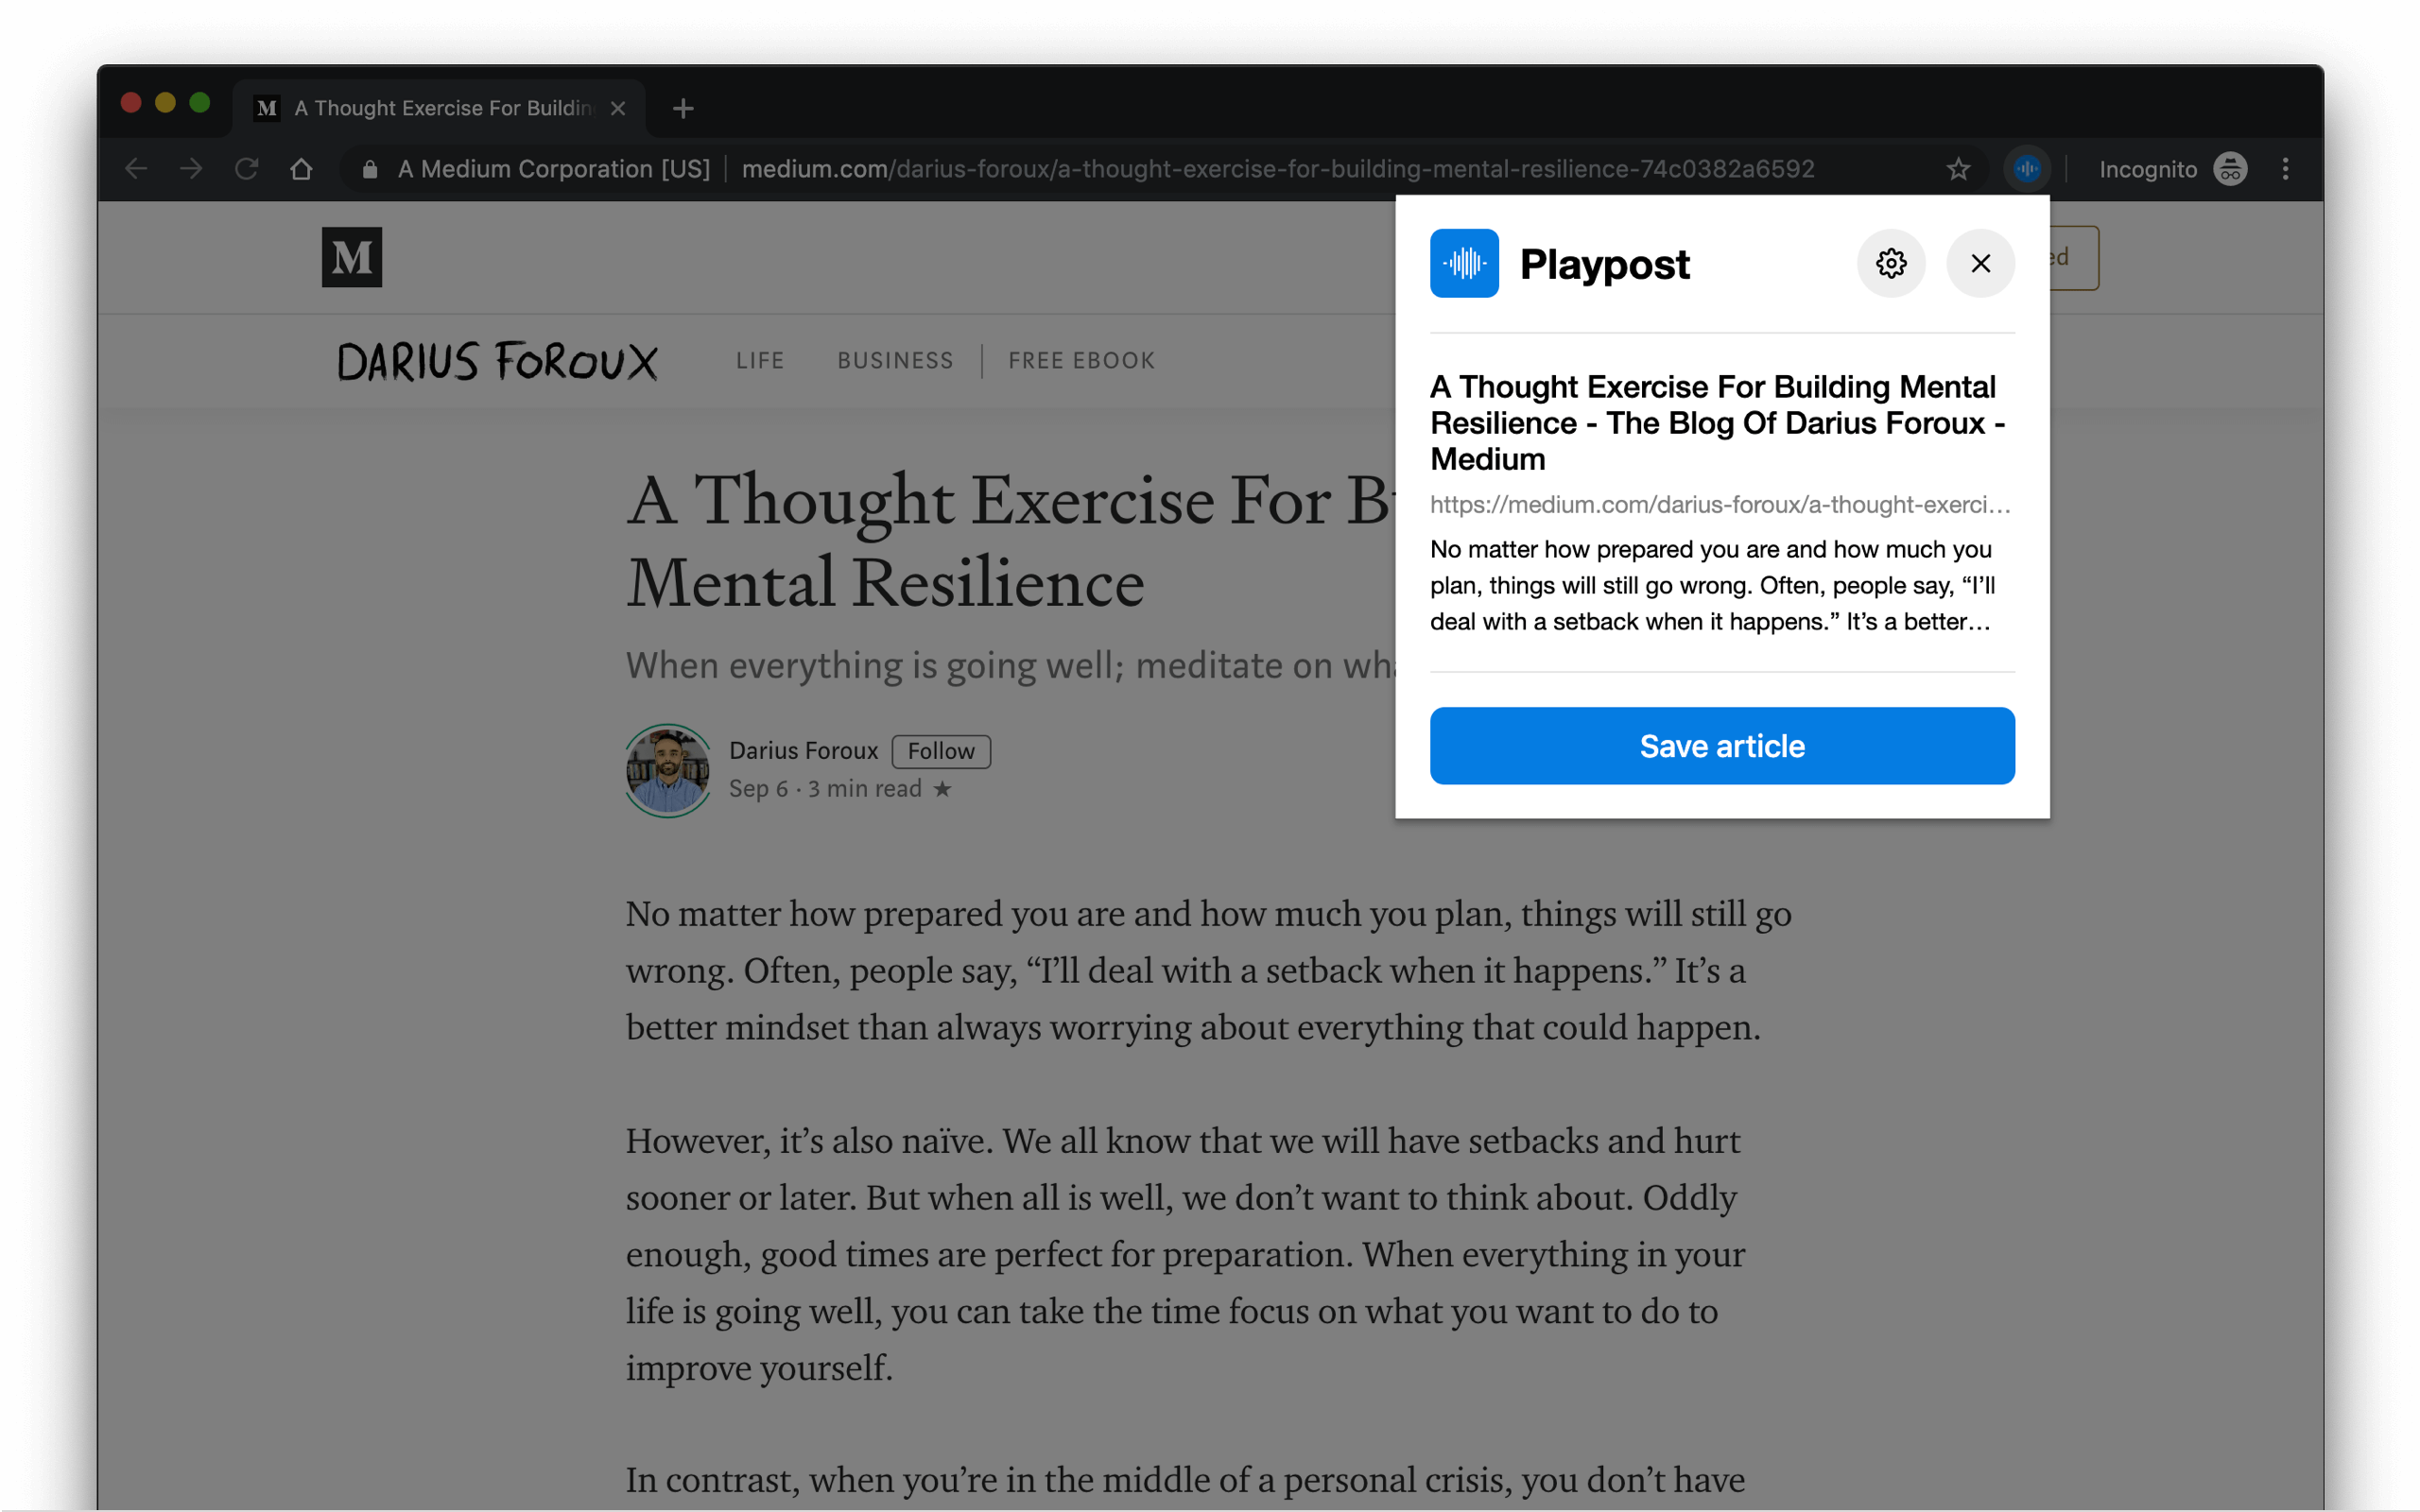 M A Thought Exercise For Buildin
A Medium Corporation [US] medium.com/darius-foroux/a-thought-exercise-for-building-mental-resilience-74c0382a6592 Incognito
M
DARIUS FOROUX LIFE BUSINESS FREE EBOOK
A Thought Exercise For B
Mental Resilience
When everything is going well; meditate on wh
Darius Foroux Follow
Sep 6 · 3 min read ★
No matter how prepared you are and how much you plan, things will still go
wrong. Often, people say, “I’ll deal with a setback when it happens.” It’s a
better mindset than always worrying about everything that could happen.
However, it’s also naïve. We all know that we will have setbacks and hurt
sooner or later. But when all is well, we don’t want to think about. Oddly
enough, good times are perfect for preparation. When everything in your
life is going well, you can take the time focus on what you want to do to
improve yourself.
In contrast, when you’re in the middle of a personal crisis, you don’t have
Playpost
ed
A Thought Exercise For Building Mental
Resilience - The Blog Of Darius Foroux -
Medium
https://medium.com/darius-foroux/a-thought-exerci…
No matter how prepared you are and how much you
plan, things will still go wrong. Often, people say, “I’ll
deal with a setback when it happens.” It’s a better…
Save article